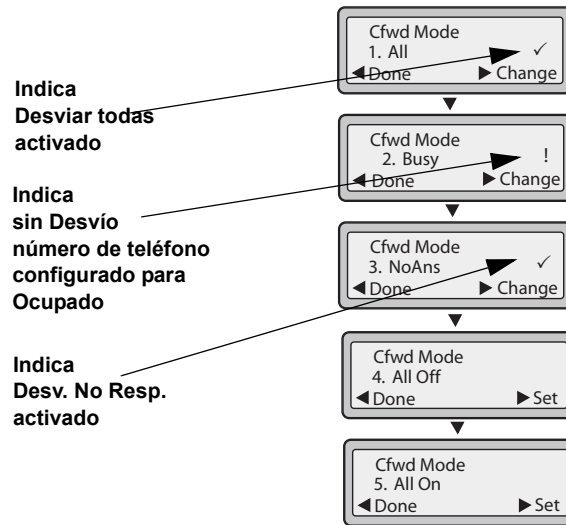 Cfwd Mode
1. All ✓
◀Done ▶Change
Indica
Desviar todas
activado
Cfwd Mode
2. Busy !
◀Done ▶Change
Indica
sin Desvío
número de teléfono
configurado para
Ocupado
Cfwd Mode
3. NoAns ✓
◀Done ▶Change
Indica
Desv. No Resp.
activado
Cfwd Mode
4. All Off
◀Done ▶Set
Cfwd Mode
5. All On
◀Done ▶Set